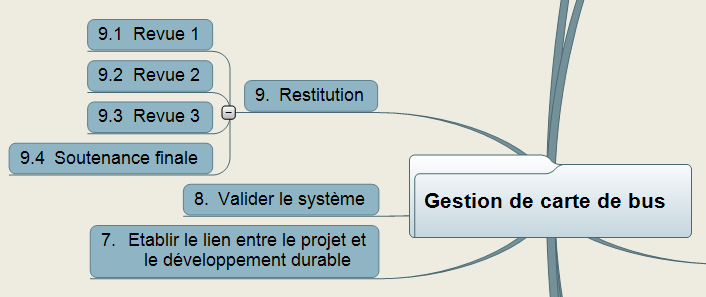 9.1 Revue 1
9.2 Revue 2
9.3 Revue 3
9.4 Soutenance finale
9. Restitution
8. Valider le système
7. Etablir le lien entre le projet et
le développement durable
Gestion de carte de bus